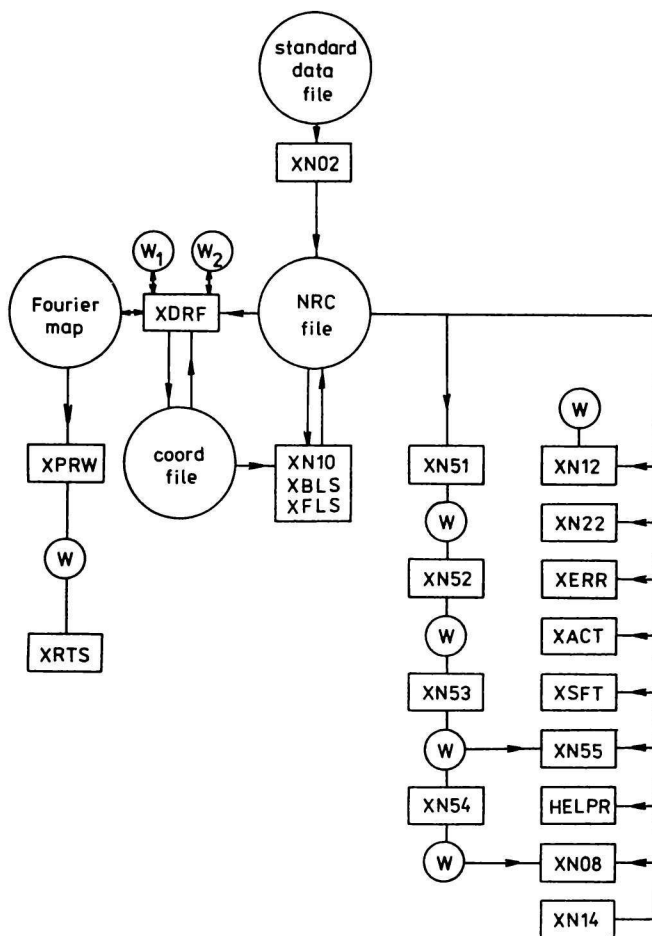 standard
data
file
XN02
W1
W2
Fourier
map
XDRF
NRC
file
W
XPRW
coord
file
XN10
XBLS
XFLS
XN51
XN12
W
XN22
W
XN52
XERR
W
XACT
XRTS
XN53
XSFT
W
XN55
XN54
HELPR
W
XN08
XN14